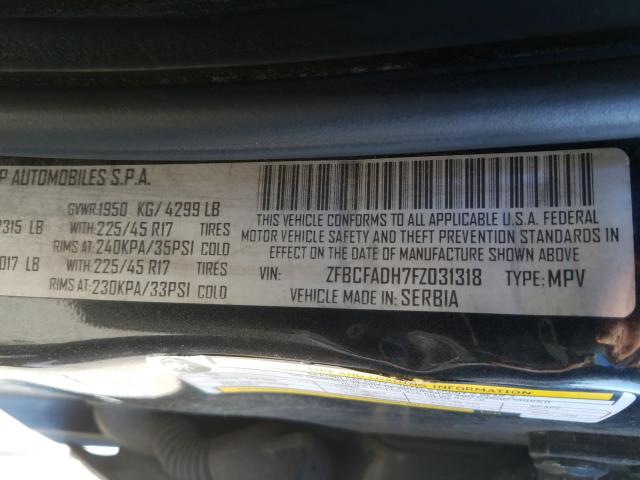 P AUTOMOBILES S.P.A.
GVWR:1950 KG/ 4299 LB
2315 LB WITH:225/45 R17 TIRES
RIMS AT:240KPA/35PSI COLD
017 LB WITH:225/45 R17 TIRES
RIMS AT:230KPA/33PSI COLD
THIS VEHICLE CONFORMS TO ALL APPLICABLE U.S.A. FEDERAL
MOTOR VEHICLE SAFETY AND THEFT PREVENTION STANDARDS IN
EFFECT ON THE DATE OF MANUFACTURE SHOWN ABOVE
VIN: ZFBCFADH7FZ031318 TYPE:MPV
VEHICLE MADE IN:SERBIA
INFORMATION